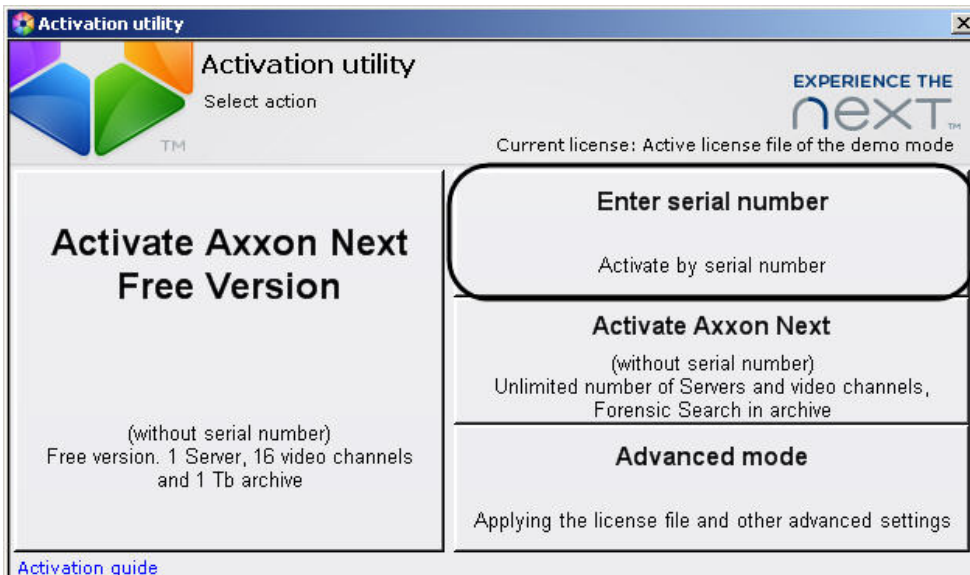 Activation utility
Activation utility
Select action
EXPERIENCE THE
next™
TM
Current license: Active license file of the demo mode
Activate Axxon Next
Free Version
(without serial number)
Free version. 1 Server, 16 video channels
and 1 Tb archive
Enter serial number
Activate by serial number
Activate Axxon Next
(without serial number)
Unlimited number of Servers and video channels,
Forensic Search in archive
Advanced mode
Applying the license file and other advanced settings
Activation guide